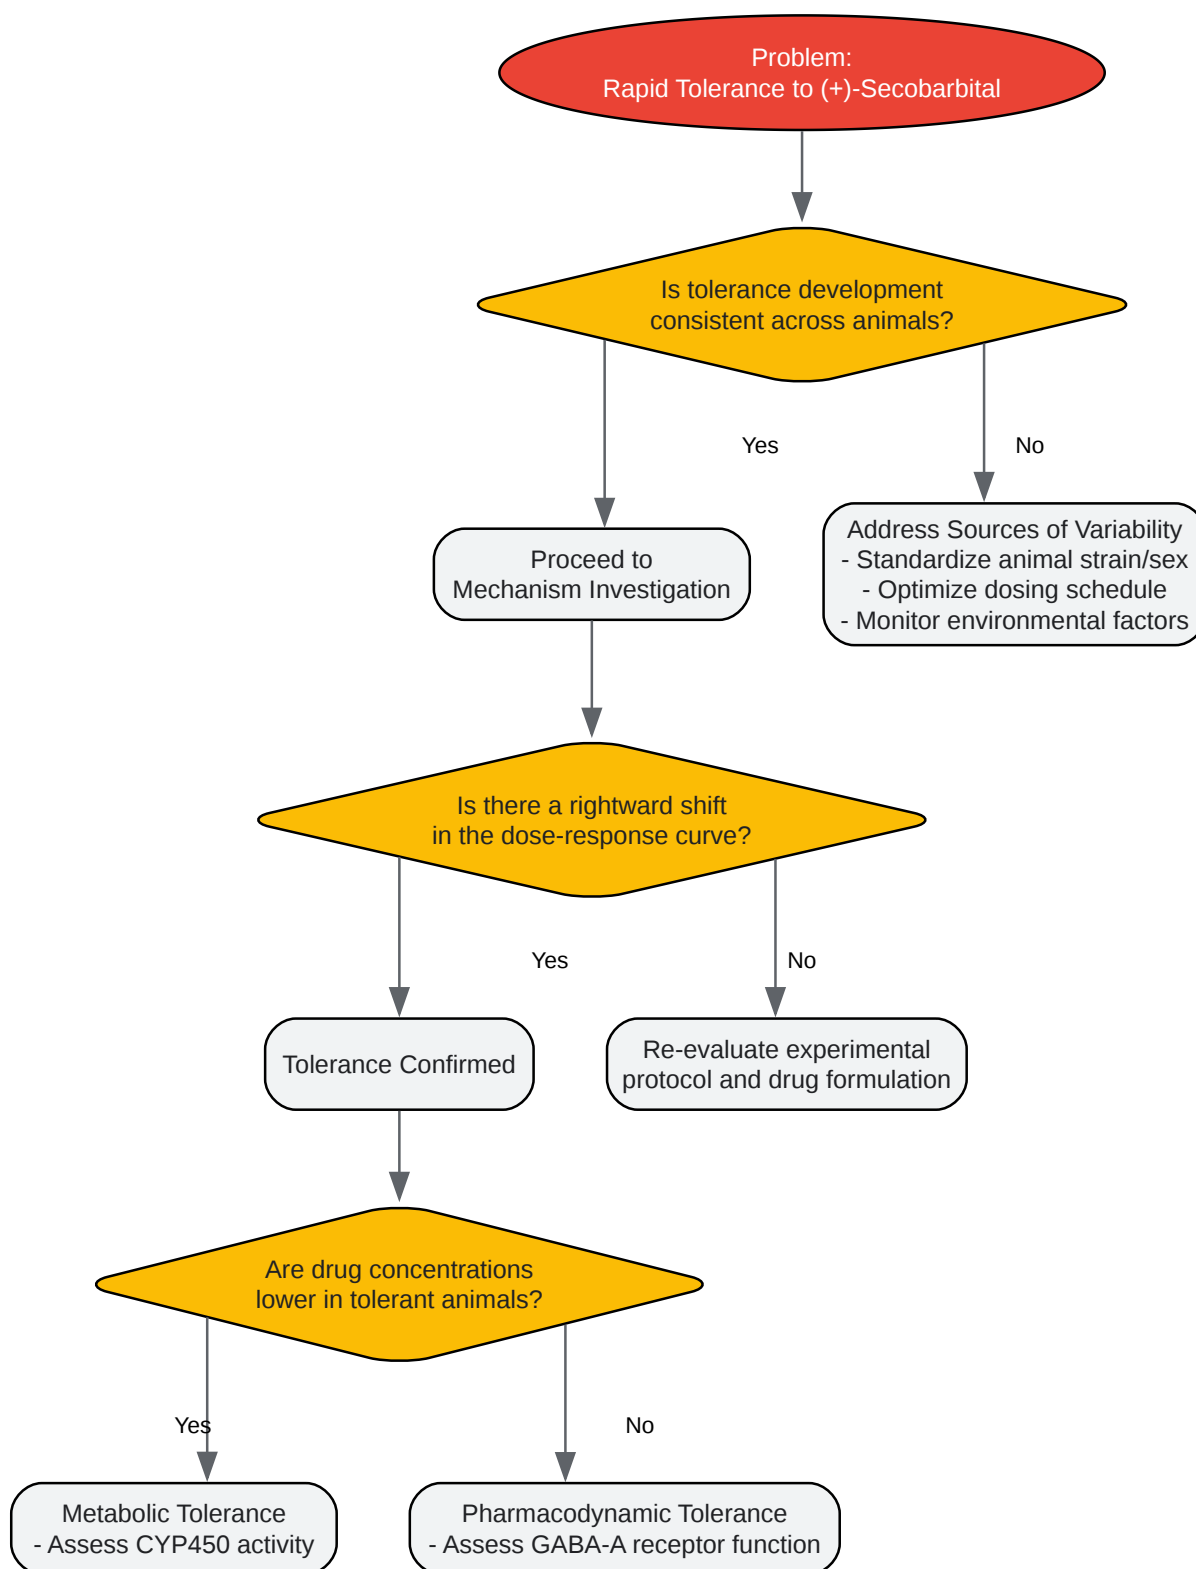 Problem:
Rapid Tolerance to (+)-Secobarbital
Is tolerance development
consistent across animals?
Yes
No
Proceed to
Mechanism Investigation
Address Sources of Variability
- Standardize animal strain/sex
- Optimize dosing schedule
- Monitor environmental factors
Is there a rightward shift
in the dose-response curve?
Yes
No
Tolerance Confirmed
Re-evaluate experimental
protocol and drug formulation
Are drug concentrations
lower in tolerant animals?
Yes
No
Metabolic Tolerance
- Assess CYP450 activity
Pharmacodynamic Tolerance
- Assess GABA-A receptor function